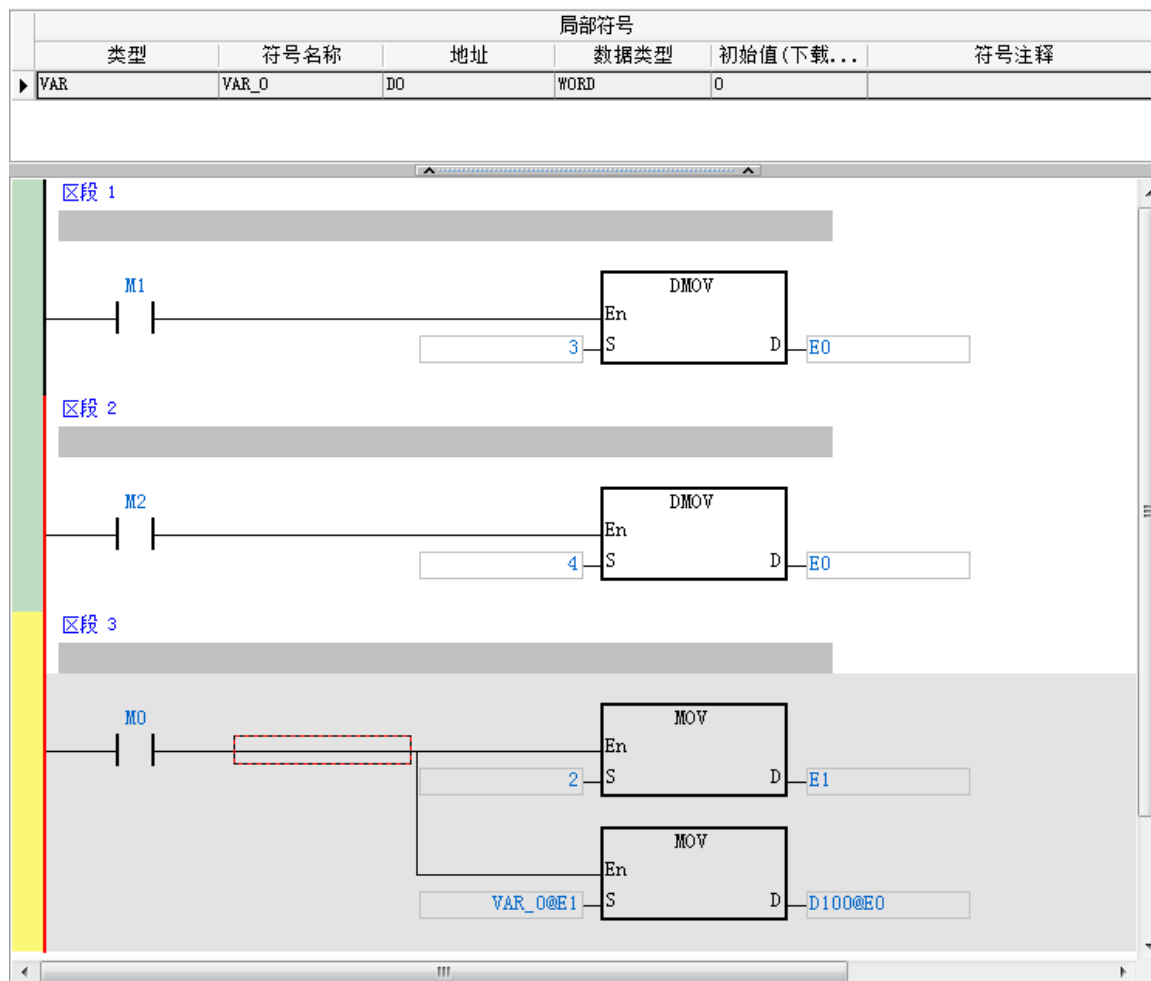 局部符号
类型 符号名称 地址 数据类型 初始值(下载... 符号注释
VAR VAR_0 D0 WORD 0
区段 1
M1 DMOV
En
3 S D E0
区段 2
M2 DMOV
En
4 S D E0
区段 3
M0 MOV
En
2 S D E1
MOV
En
VAR_0@E1 S D D100@E0